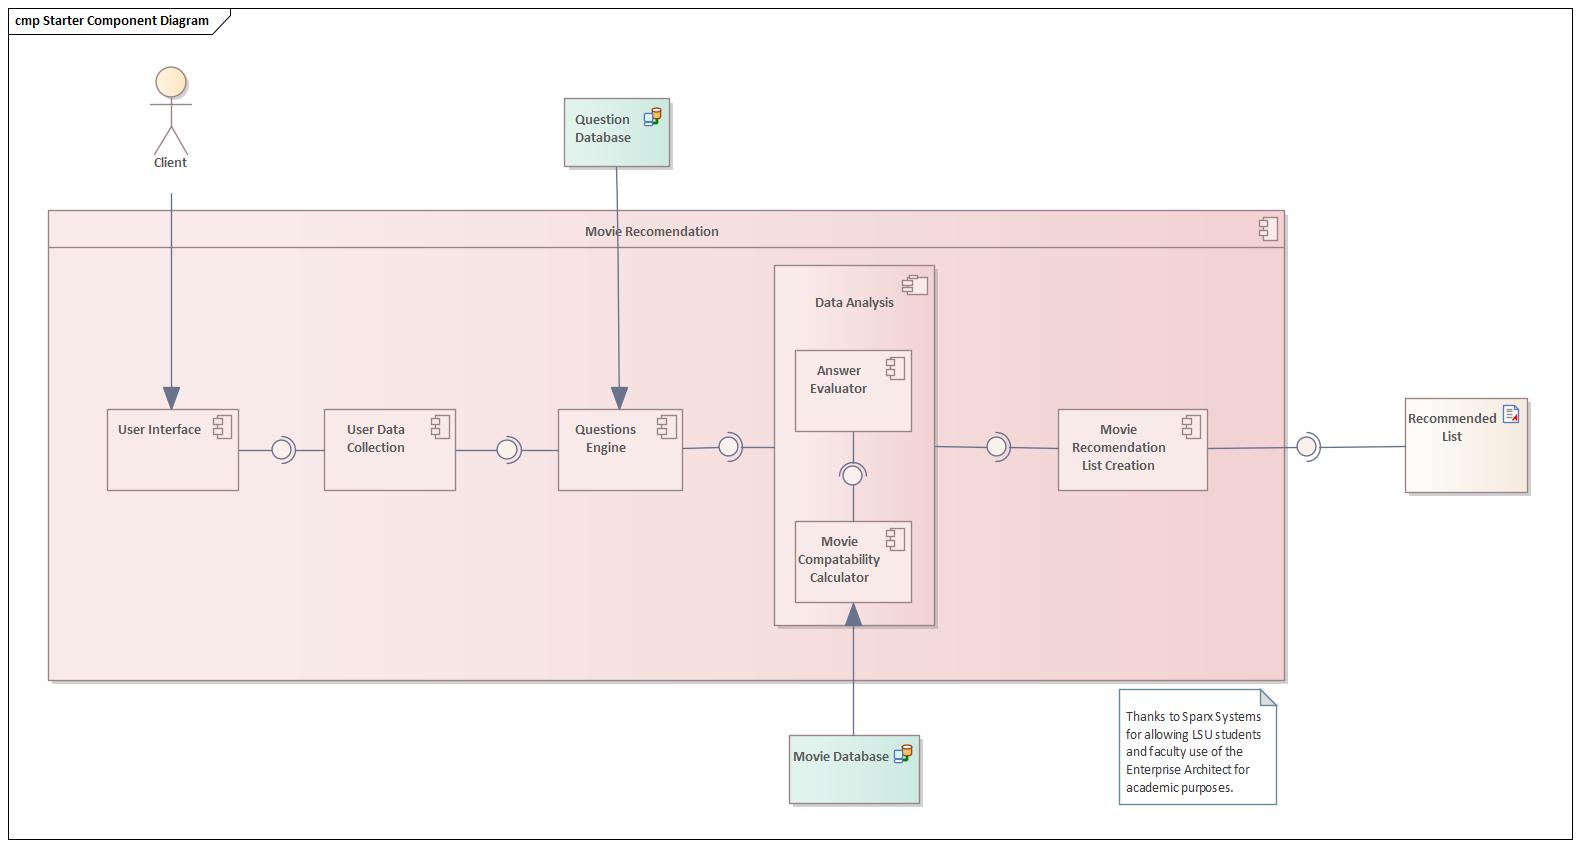 cmp Starter Component Diagram
Client
Question
Database
Movie Recomendation
Data Analysis
Answer
Evaluator
User Interface
User Data
Collection
Questions
Engine
Movie
Recomendation
List Creation
Recommended
List
Movie
Compatability
Calculator
Movie Database
Thanks to Sparx Systems
for allowing LSU students
and faculty use of the
Enterprise Architect for
academic purposes.